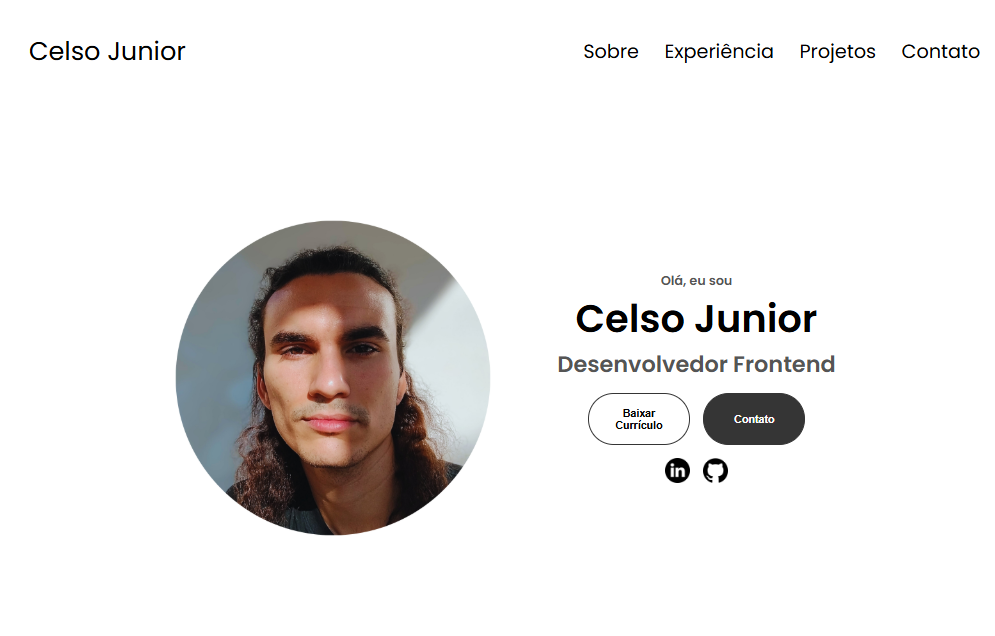 Celso Junior
Sobre Experiência Projetos Contato
Olá, eu sou
Celso Junior
Desenvolvedor Frontend
Baixar
Currículo
Contato
in